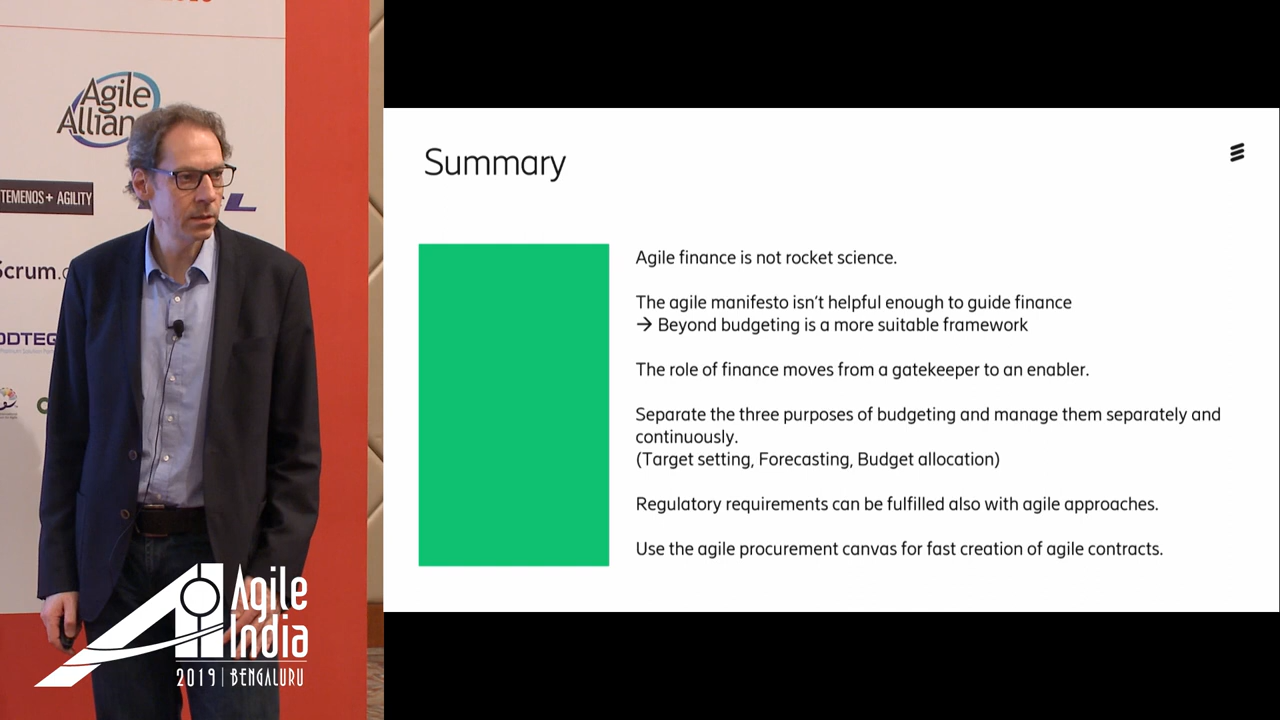 Agile
Allian
TEMENOS+ AGILITY
Scrum.
Agile
India
2019 | BENGALURU
Summary
Agile finance is not rocket science.
The agile manifesto isn't helpful enough to guide finance
→ Beyond budgeting is a more suitable framework
The role of finance moves from a gatekeeper to an enabler.
Separate the three purposes of budgeting and manage them separately and
continuously.
(Target setting, Forecasting, Budget allocation)
Regulatory requirements can be fulfilled also with agile approaches.
Use the agile procurement canvas for fast creation of agile contracts.